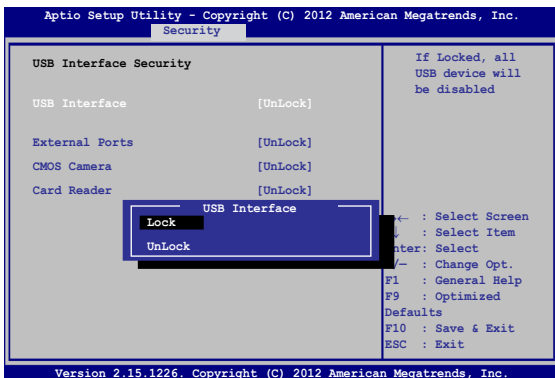 Aptio Setup Utility - Copyright (C) 2012 American Megatrends, Inc.
Security
USB Interface Security
USB Interface [UnLock]
External Ports [UnLock]
CMOS Camera [UnLock]
Card Reader [UnLock]
USB Interface
Lock
UnLock
If Locked, all
USB device will
be disabled
→← : Select Screen
: Select Item
: Select
: Change Opt.
F1 : General Help
F9 : Optimized
Defaults
F10 : Save & Exit
ESC : Exit
Version 2.15.1226. Copyright (C) 2012 American Megatrends, Inc.